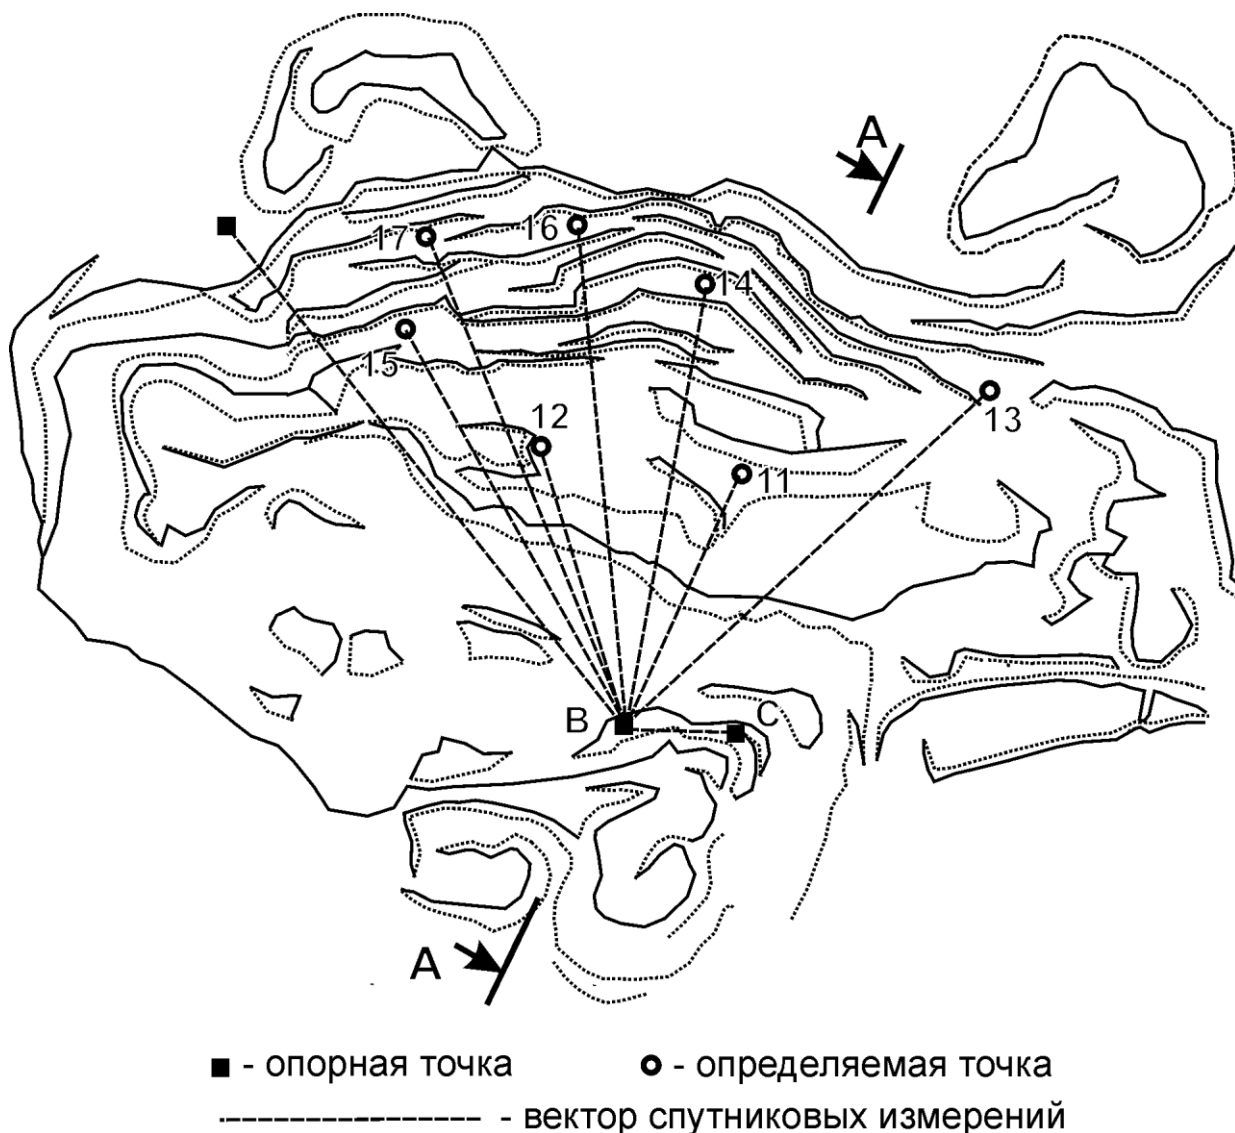 А
17
16
14
15
12
13
11
В
С
А
- опорная точка
- определяемая точка
- вектор спутниковых измерений